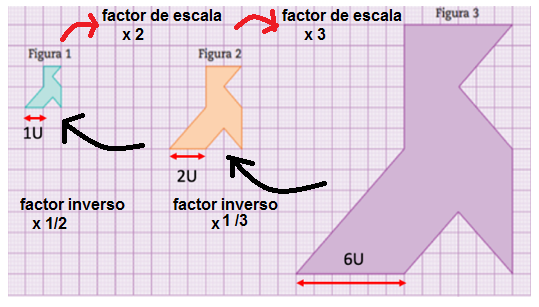 factor de escala
x 2
factor de escala
x 3
Figura 1
Figura 2
Figura 3
1U
2U
6U
factor inverso
x 1/2
factor inverso
x 1/3